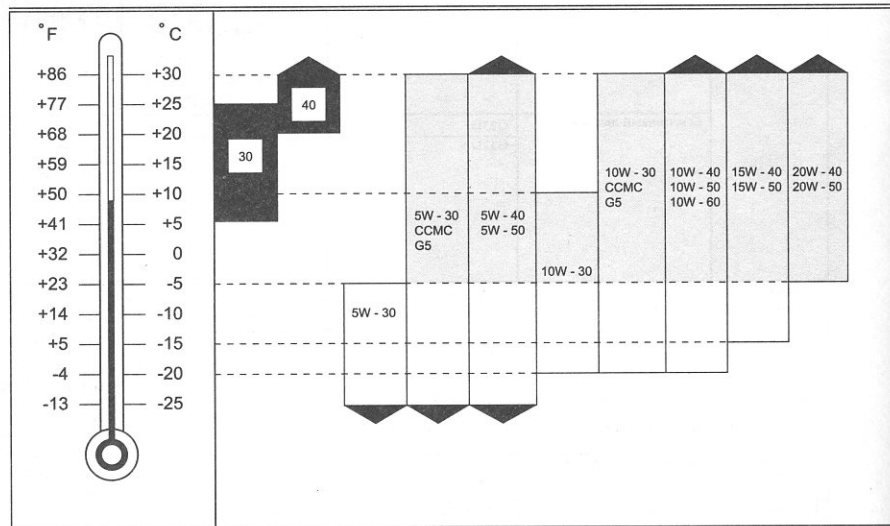 °F °C
+86 +30
+77 +25
+68 +20
+59 +15
+50 +10
+41 +5
+32 0
+23 -5
+14 -10
+5 -15
-4 -20
-13 -25
30
40
5W - 30
5W - 30
CCMC
G5
5W - 40
5W - 50
10W - 30
10W - 30
CCMC
G5
10W - 40
10W - 50
10W - 60
15W - 40
15W - 50
20W - 40
20W - 50